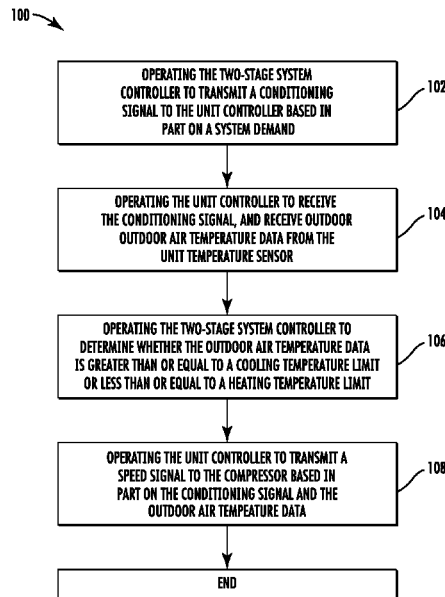 100
OPERATING THE TWO-STAGE SYSTEM
CONTROLLER TO TRANSMIT A CONDITIONING
SIGNAL TO THE UNIT CONTROLLER BASED IN
PART ON A SYSTEM DEMAND
102
OPERATING THE UNIT CONTROLLER TO RECEIVE
THE CONDITIONING SIGNAL, AND RECEIVE OUTDOOR
OUTDOOR AIR TEMPERATURE DATA FROM THE
UNIT TEMPERATURE SENSOR
104
OPERATING THE TWO-STAGE SYSTEM CONTROLLER TO
DETERMINE WHETHER THE OUTDOOR AIR TEMPERATURE DATA
IS GREATER THAN OR EQUAL TO A COOLING TEMPERATURE LIMIT
OR LESS THAN OR EQUAL TO A HEATING TEMPERATURE LIMIT
106
OPERATING THE UNIT CONTROLLER TO TRANSMIT A
SPEED SIGNAL TO THE COMPRESSOR BASED IN
PART ON THE CONDITIONING SIGNAL AND THE
OUTDOOR AIR TEMPEATURE DATA
108
END